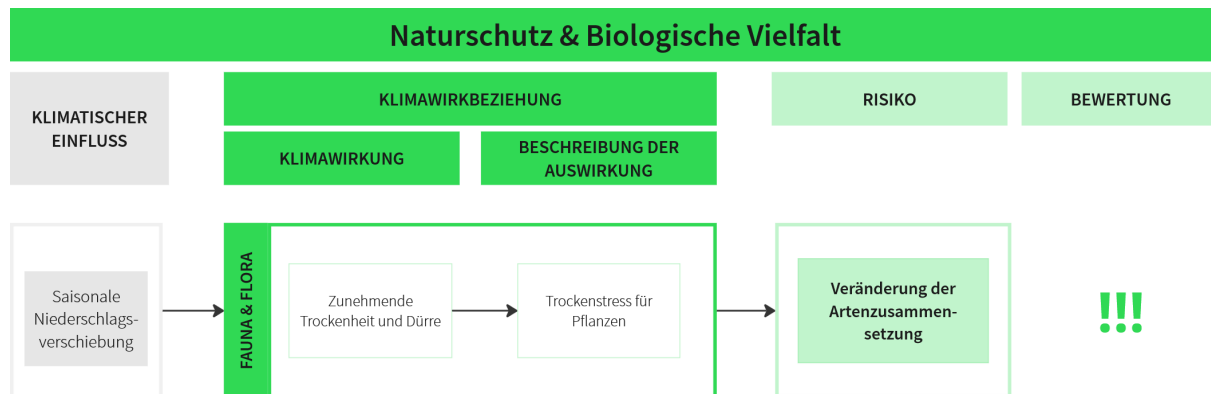 Naturschutz & Biologische Vielfalt
KLIMATISCHER
EINFLUSS
KLIMAWIRKBEZIEHUNG
RISIKO
BEWERTUNG
KLIMAWIRKUNG
BESCHREIBUNG DER
AUSWIRKUNG
Saisonale
Niederschlags-
verschiebung
FAUNA & FLORA
Zunehmende
Trockenheit und Dürre
Trockenstress für
Pflanzen
Veränderung der
Artenzusammen-
setzung
!!!